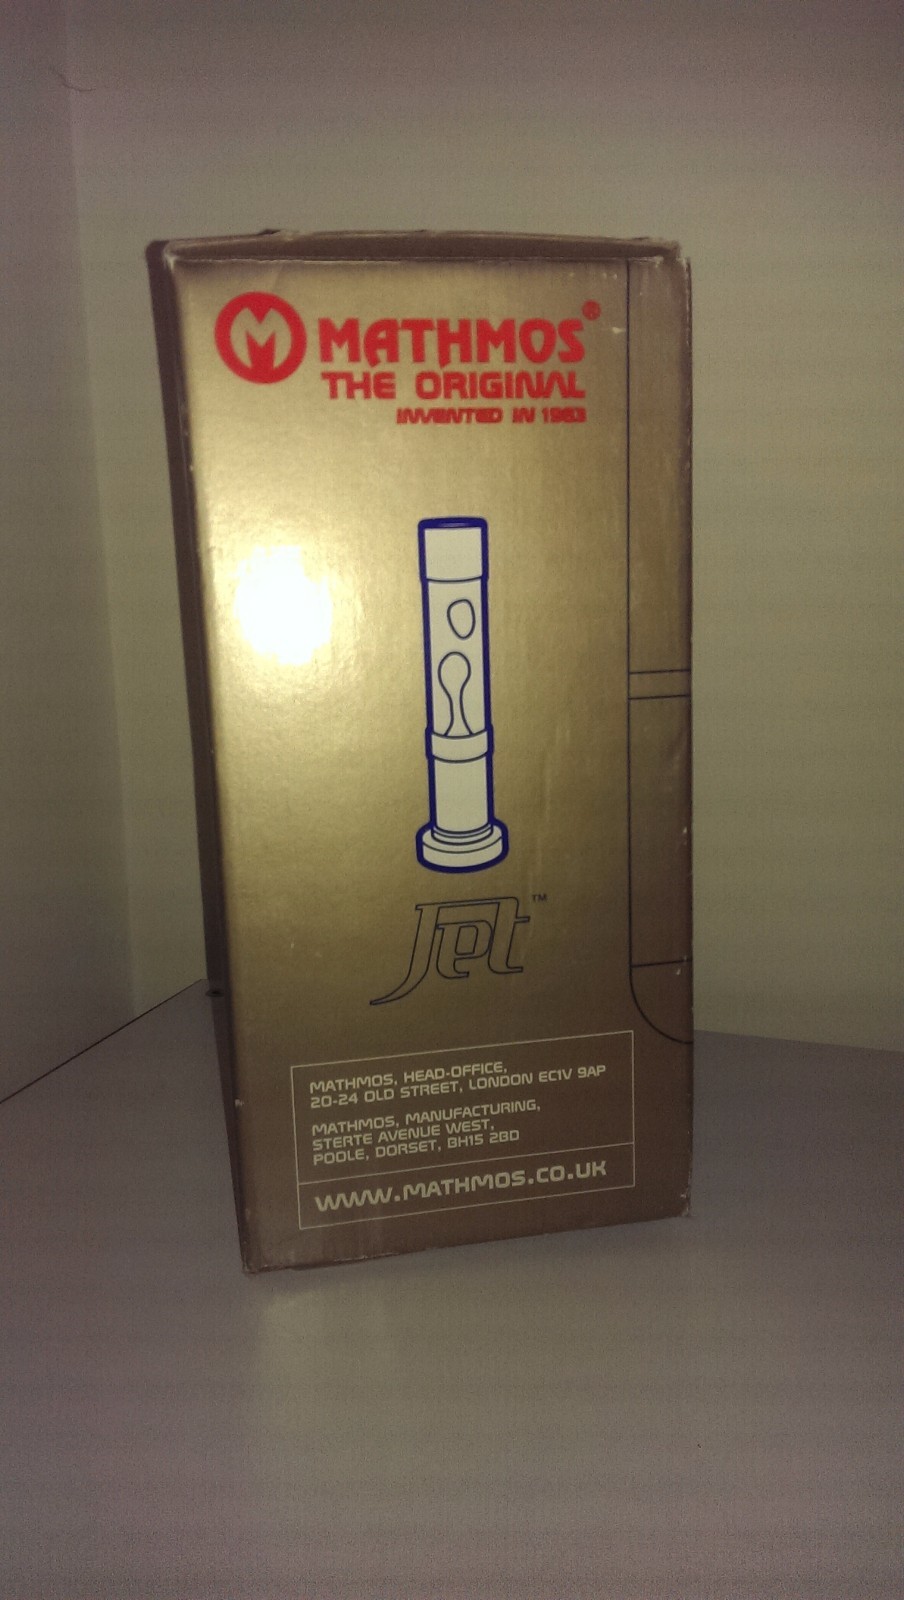 M MATHMOS®
THE ORIGINAL
INVENTED IN 1963
Jet™
MATHMOS, HEAD-OFFICE,
20-24 OLD STREET, LONDON EC1V 9AP
MATHMOS, MANUFACTURING,
STERTE AVENUE WEST,
POOLE, DORSET, BH15 2BD
WWW.MATHMOS.CO.UK